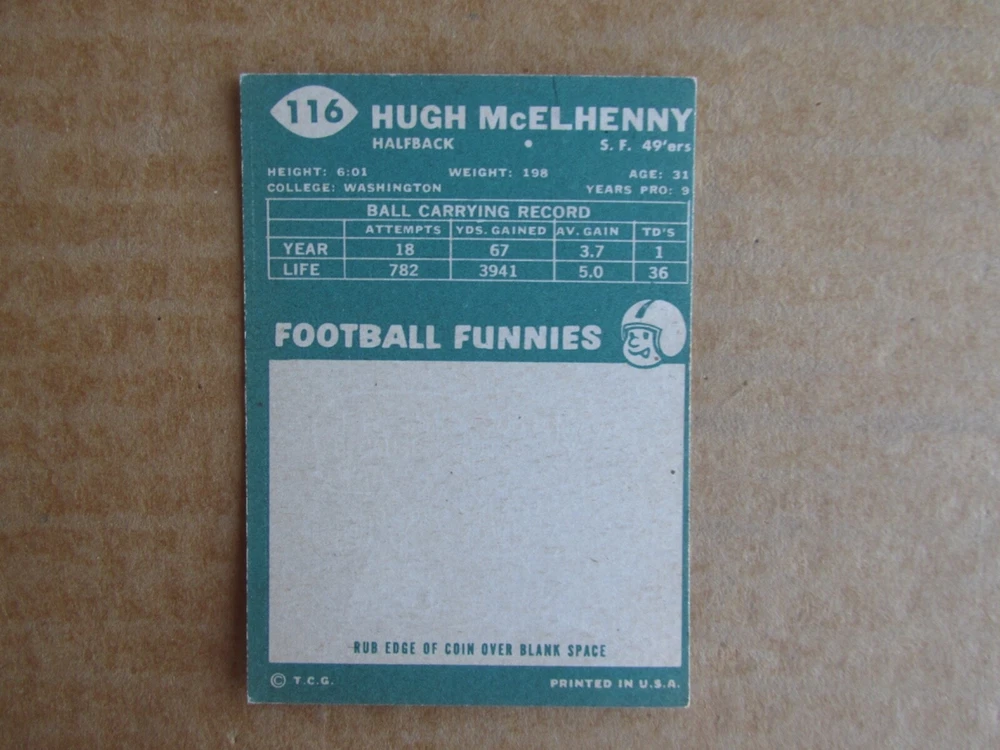 116 HUGH McELHENNY
HALFBACK • S. F. 49'ers
HEIGHT: 6:01 WEIGHT: 198 AGE: 31
COLLEGE: WASHINGTON YEARS PRO: 9
BALL CARRYING RECORD
ATTEMPTS YDS. GAINED AV. GAIN TD'S
YEAR 18 67 3.7 1
LIFE 782 3941 5.0 36
FOOTBALL FUNNIES
RUB EDGE OF COIN OVER BLANK SPACE
© T.C.G. PRINTED IN U.S.A.